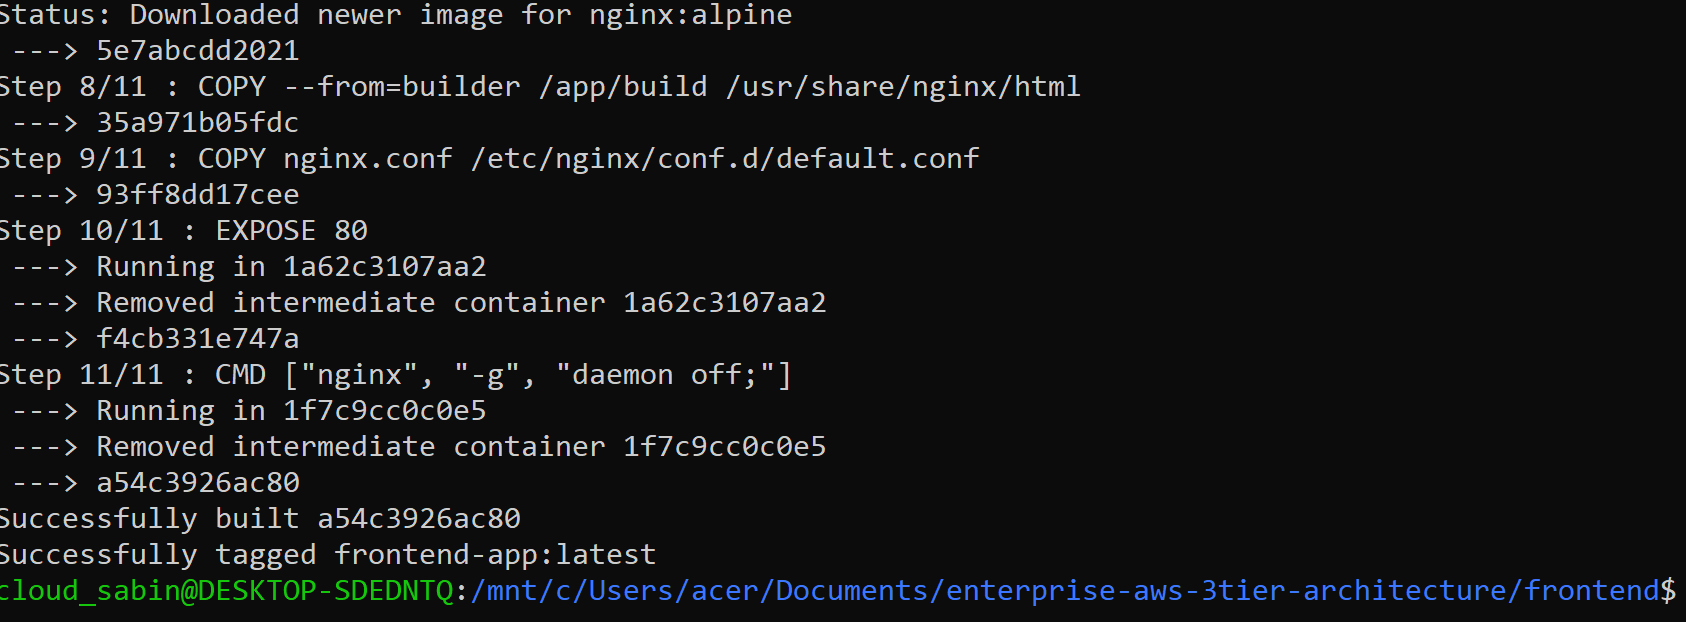 Status: Downloaded newer image for nginx:alpine
 ---> 5e7abcdd2021
Step 8/11 : COPY --from=builder /app/build /usr/share/nginx/html
 ---> 35a971b05fdc
Step 9/11 : COPY nginx.conf /etc/nginx/conf.d/default.conf
 ---> 93ff8dd17cee
Step 10/11 : EXPOSE 80
 ---> Running in 1a62c3107aa2
 ---> Removed intermediate container 1a62c3107aa2
 ---> f4cb331e747a
Step 11/11 : CMD ["nginx", "-g", "daemon off;"]
 ---> Running in 1f7c9cc0c0e5
 ---> Removed intermediate container 1f7c9cc0c0e5
 ---> a54c3926ac80
Successfully built a54c3926ac80
Successfully tagged frontend-app:latest
cloud_sabin@DESKTOP-SDEDNTQ:/mnt/c/Users/acer/Documents/enterprise-aws-3tier-architecture/frontend$